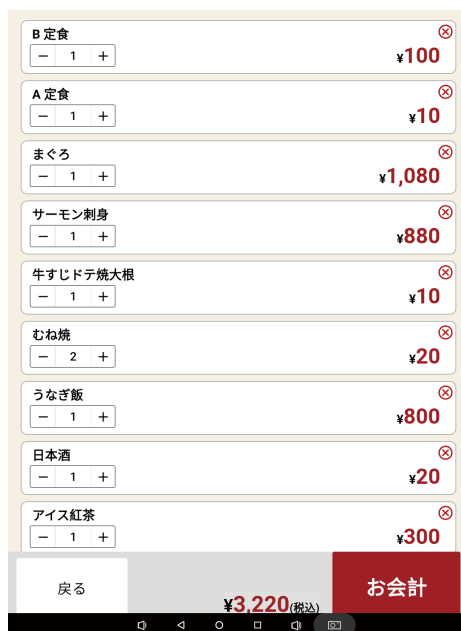 B 定食
− 1 +
¥100
A 定食
− 1 +
¥10
まぐろ
− 1 +
¥1,080
サーモン刺身
− 1 +
¥880
牛すじドテ焼大根
− 1 +
¥10
むね焼
− 2 +
¥20
うなぎ飯
− 1 +
¥800
日本酒
− 1 +
¥20
アイス紅茶
− 1 +
¥300
戻る
¥3,220(税込)
お会計